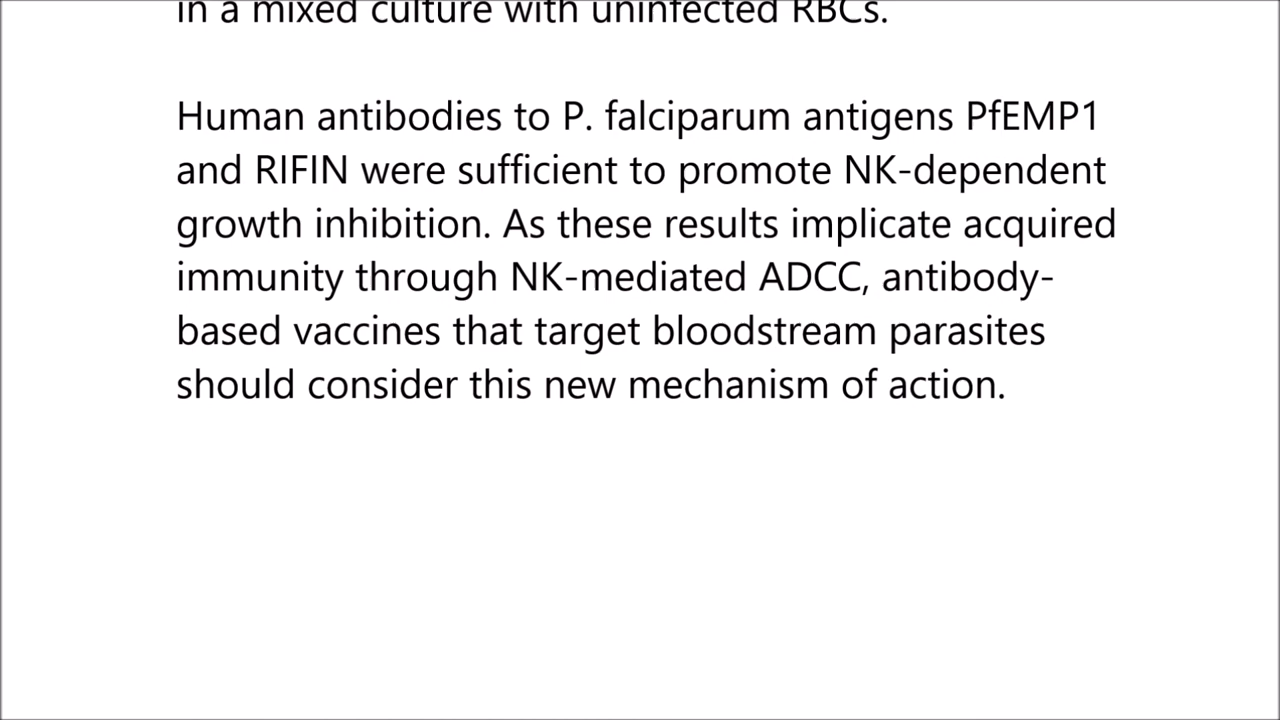 in a mixed culture with uninfected RBCs.
Human antibodies to P. falciparum antigens PfEMP1
and RIFIN were sufficient to promote NK-dependent
growth inhibition. As these results implicate acquired
immunity through NK-mediated ADCC, antibody-
based vaccines that target bloodstream parasites
should consider this new mechanism of action.